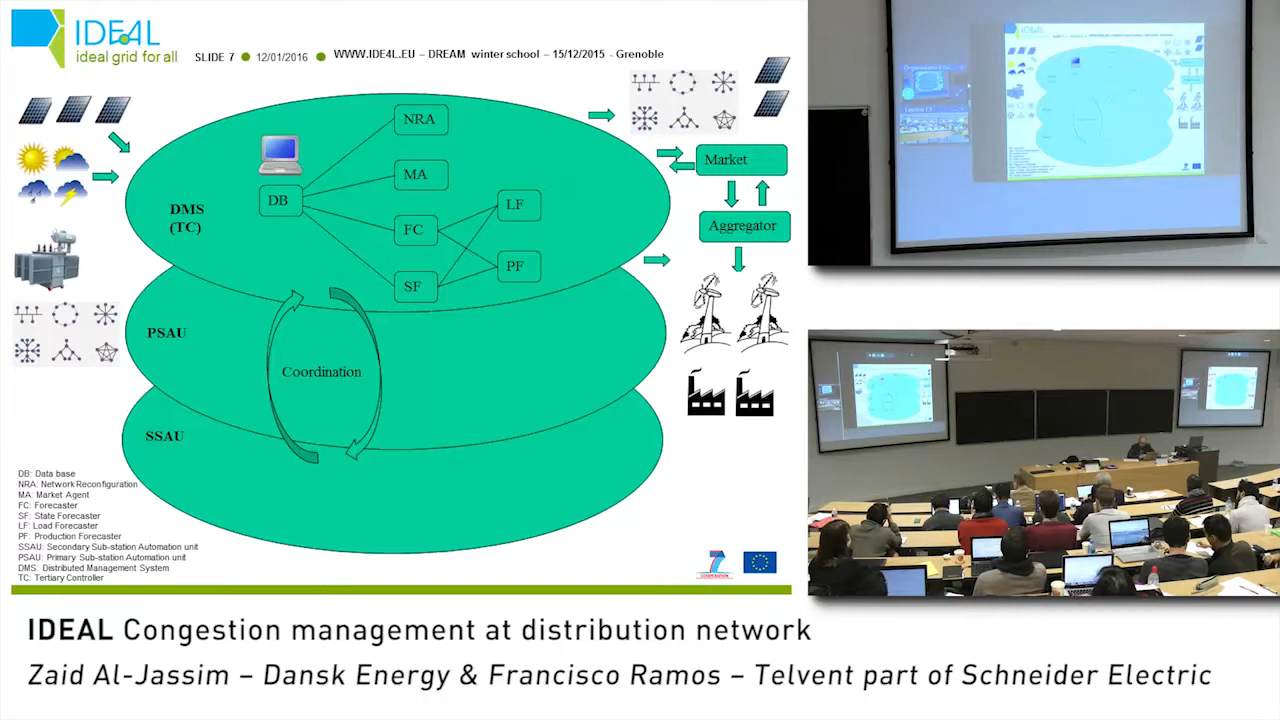 IDE4L
ideal grid for all
SLIDE 7 ● 12/01/2016 ● WWW.IDE4L.EU – DREAM winter school – 15/12/2015 - Grenoble
NRA
MA
DB
FC
SF
LF
PF
DMS
(TC)
Market
Aggregator
PSAU
Coordination
SSAU
DB: Data base
NRA: Network Reconfiguration
MA: Market Agent
FC: Forecaster
SF: State Forecaster
LF: Load Forecaster
PF: Production Forecaster
SSAU: Secondary Sub-station Automation unit
PSAU: Primary Sub-station Automation unit
DMS: Distributed Management System
TC: Tertiary Controller
7
COOPERATION
IDEAL Congestion management at distribution network
Zaid Al-Jassim – Dansk Energy & Francisco Ramos – Telvent part of Schneider Electric